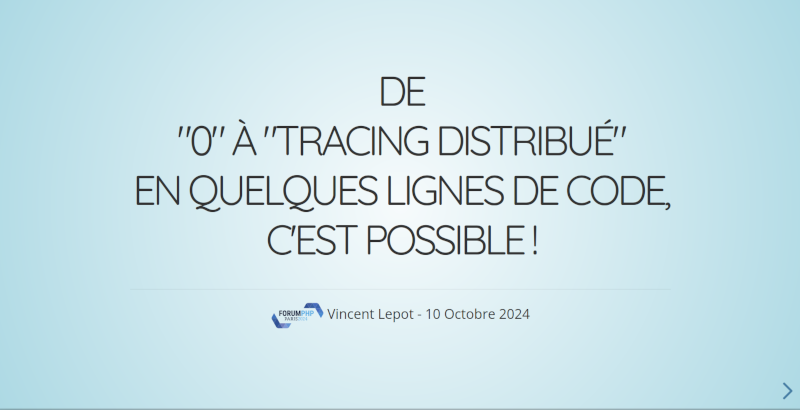 DE
"0" À "TRACING DISTRIBUÉ"
EN QUELQUES LIGNES DE CODE,
C'EST POSSIBLE !
FORUMPHP
PARIS 2024
Vincent Lepot - 10 Octobre 2024